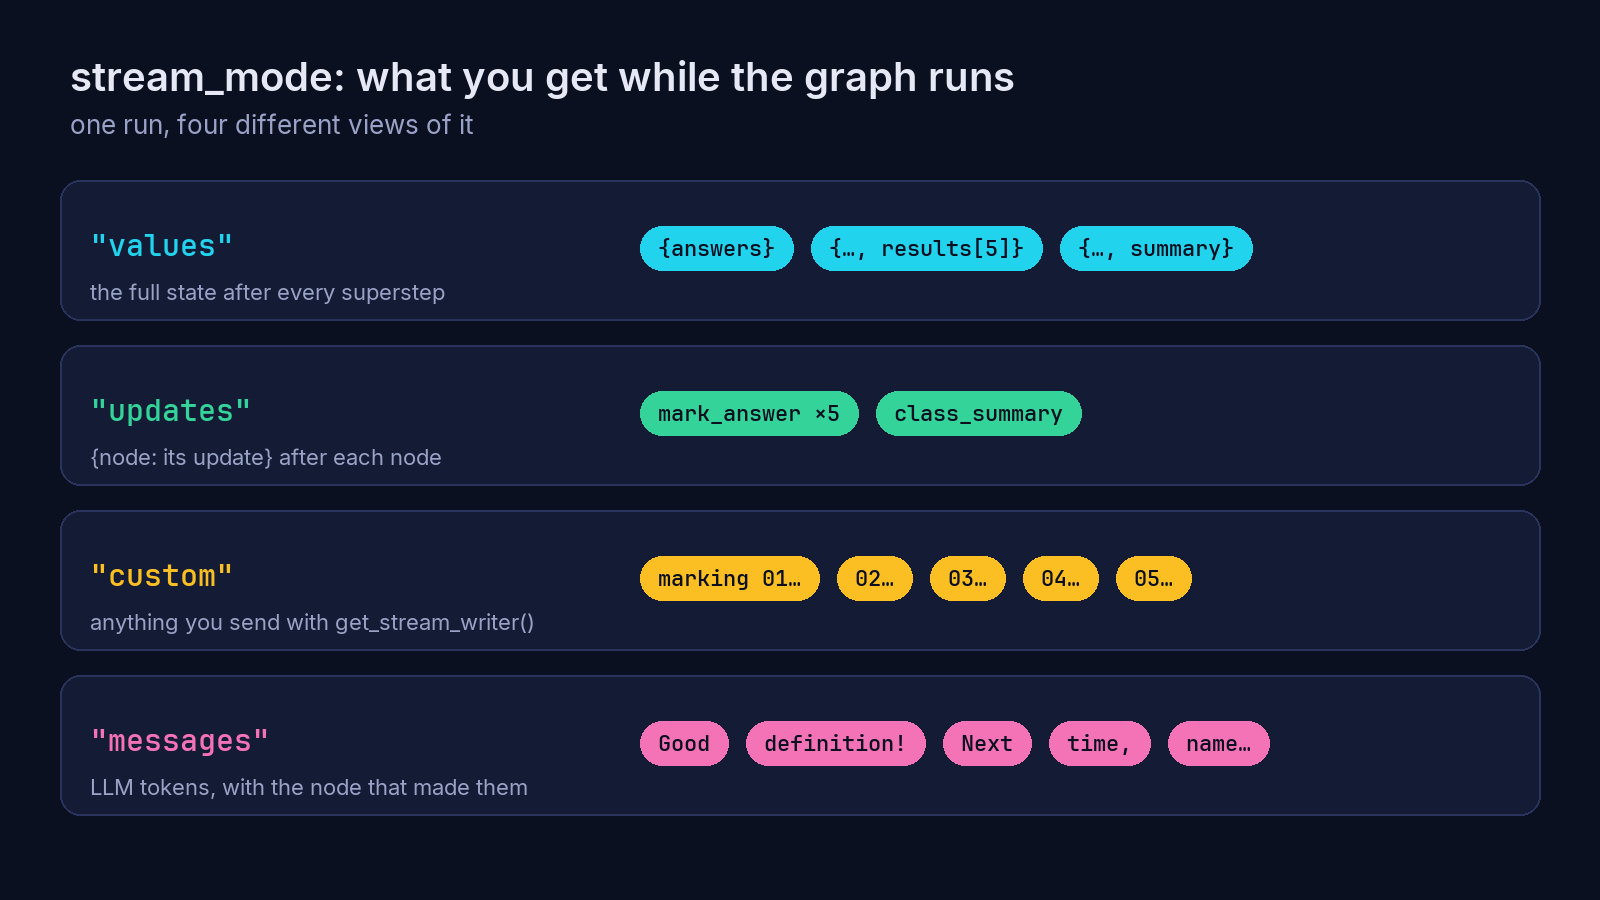 stream_mode: what you get while the graph runs
one run, four different views of it
"values"
{answers} {…, results[5]} {…, summary}
the full state after every superstep
"updates"
mark_answer ×5 class_summary
{node: its update} after each node
"custom"
marking 01… 02… 03… 04… 05…
anything you send with get_stream_writer()
"messages"
Good definition! Next time, name…
LLM tokens, with the node that made them